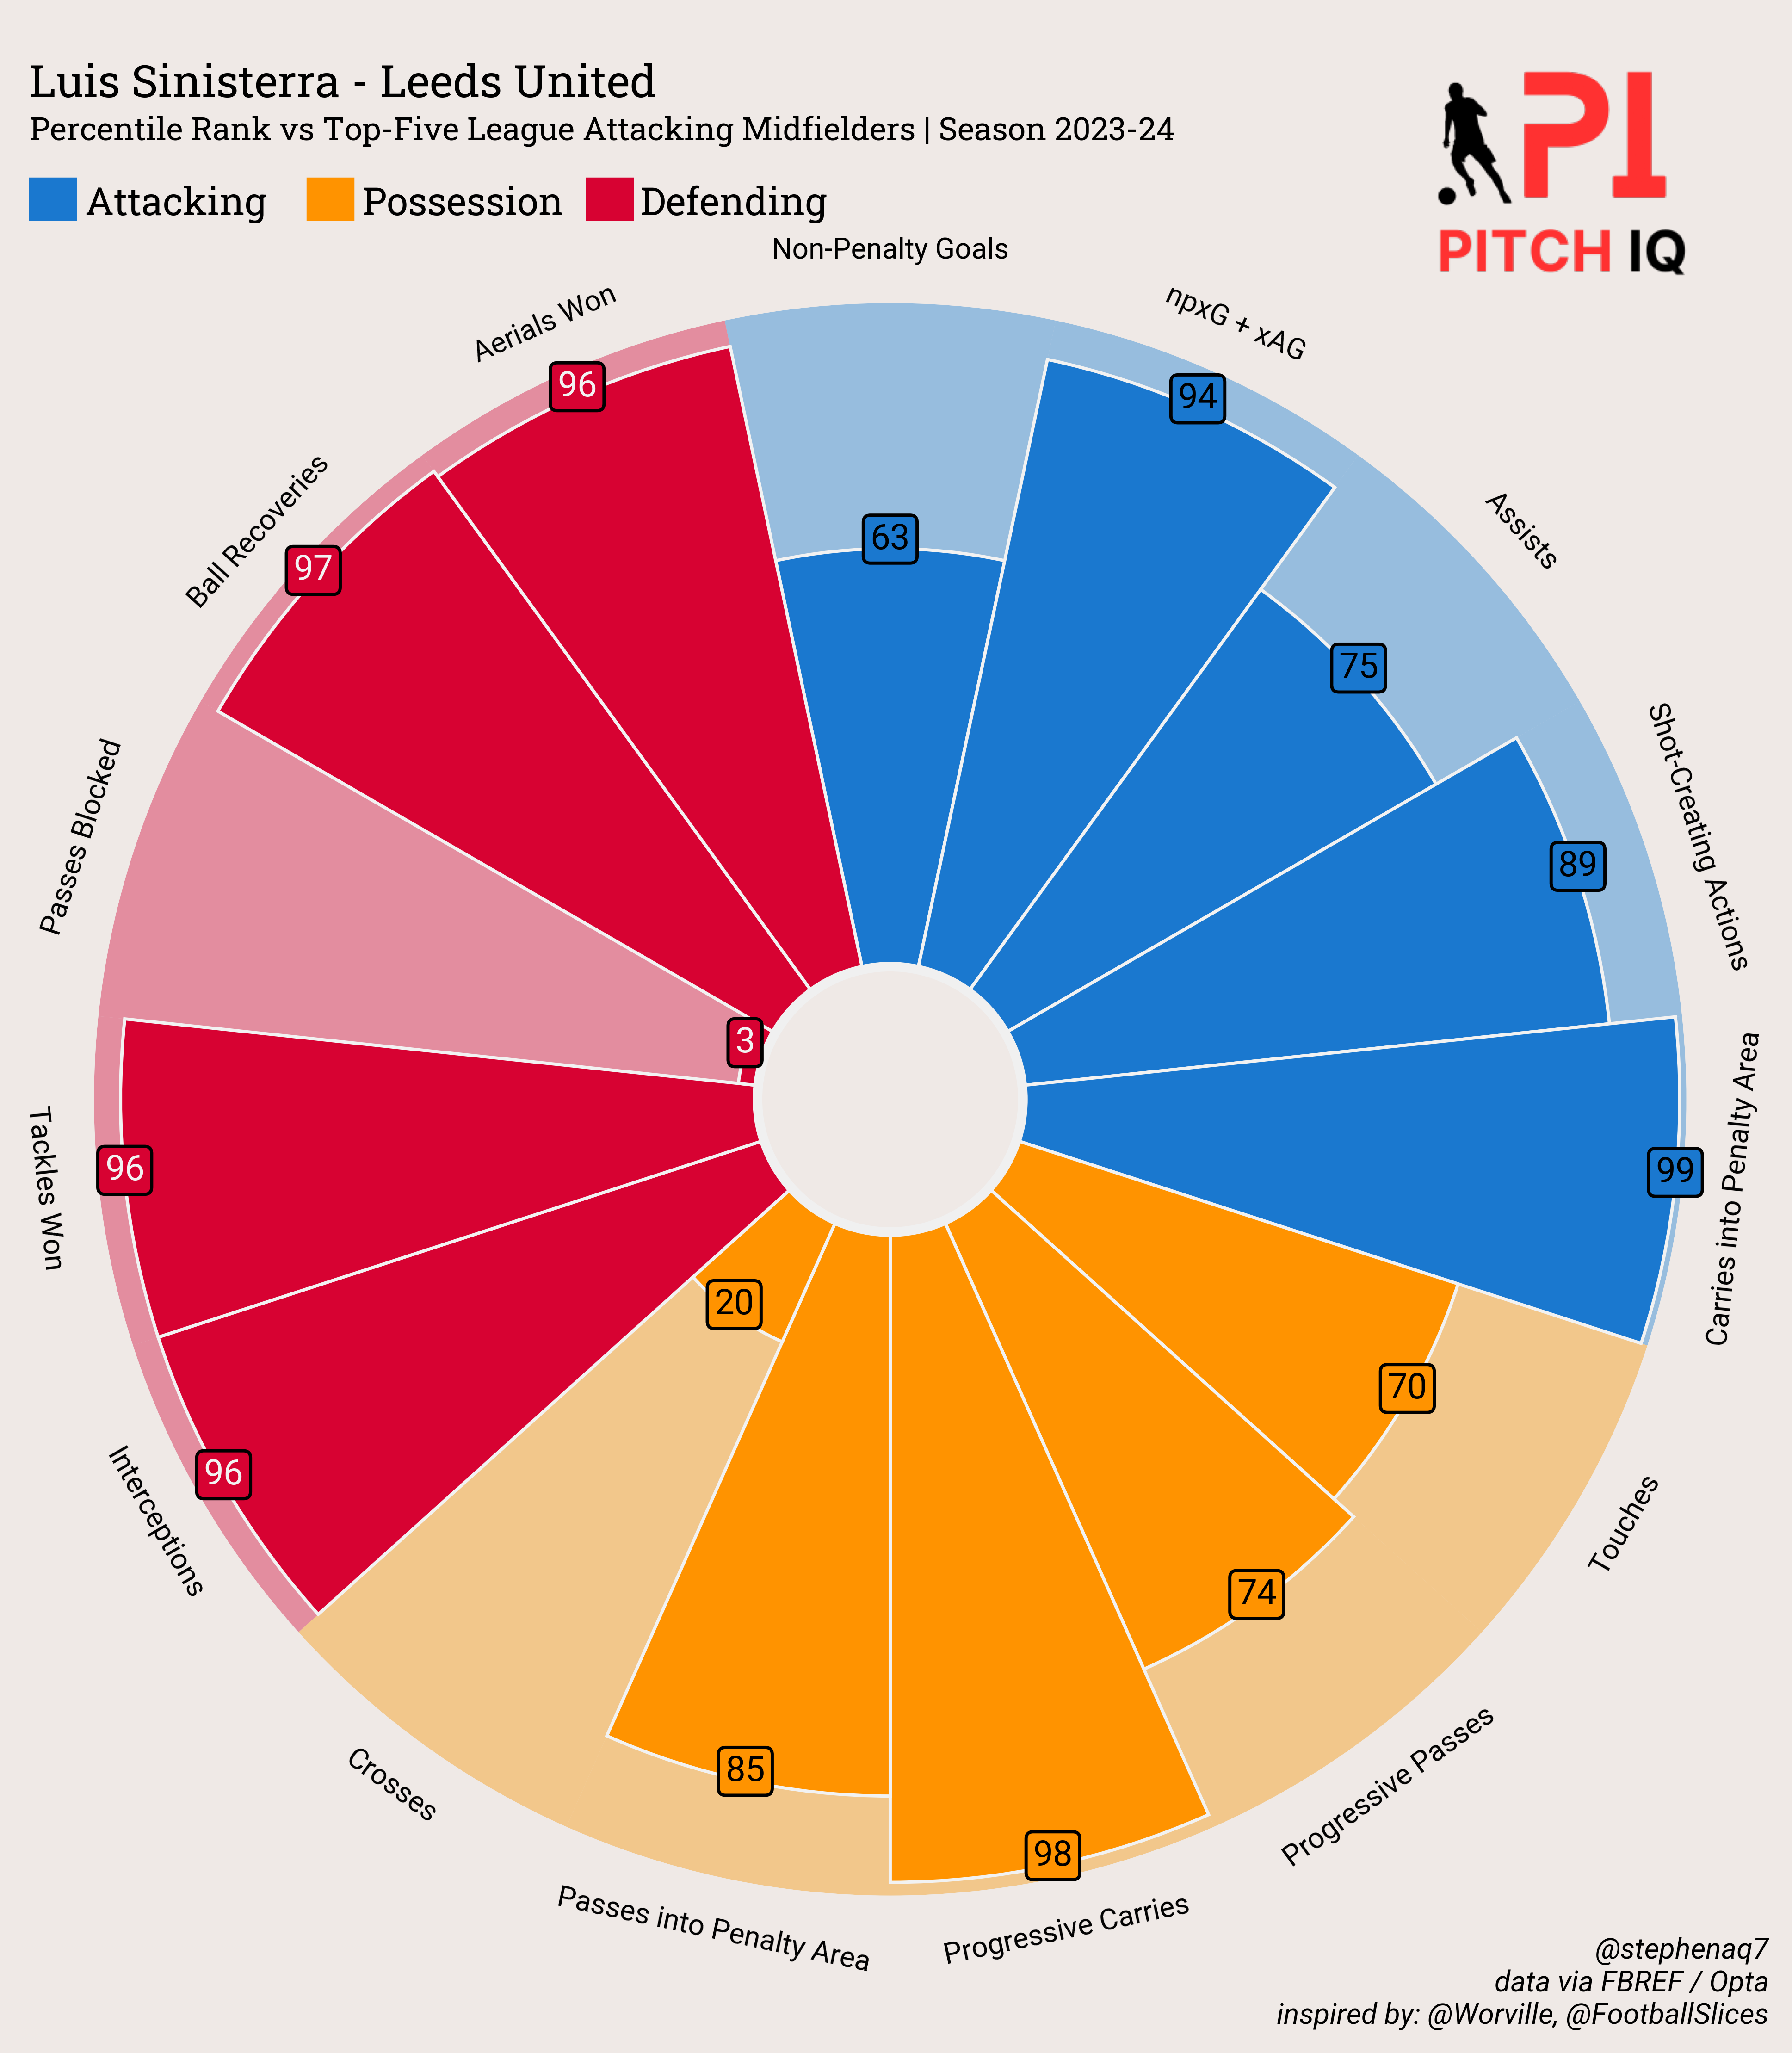 Luis Sinisterra - Leeds United
Percentile Rank vs Top-Five League Attacking Midfielders | Season 2023-24
Attacking
Possession
Defending
PI
PITCH IQ
Non-Penalty Goals
63
npxG + xAG
94
Assists
75
Shot-Creating Actions
89
Carries into Penalty Area
99
Touches
70
Progressive Passes
74
Progressive Carries
98
Passes into Penalty Area
85
Crosses
20
Interceptions
96
Tackles Won
96
Passes Blocked
3
Ball Recoveries
97
Aerials Won
96
@stephenaq7
data via FBREF / Opta
inspired by: @Worville, @FootballSlices